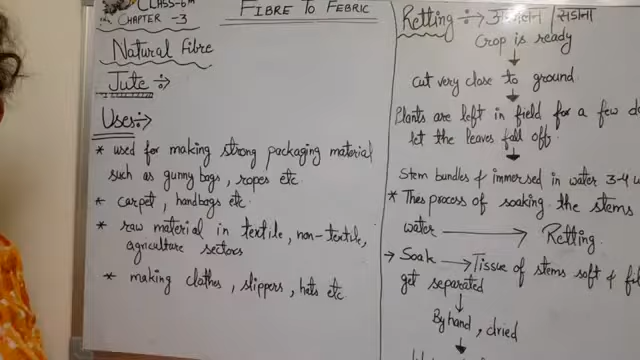 CLASS-6th
CHAPTER -3
FIBRE TO FEBRIC
Natural Fibre
Jute :-
Uses :-
* used for making strong packaging material
such as gunny bags, ropes etc
* carpet, handbags etc.
* raw material in textile, non-textile,
agriculture sectors
* making clothes, slippers, hats etc.
Retting :-> | सडाना
Crop is ready
cut very close to ground
Plants are left in field for a few
let the leaves fall off.
Stem bundles & immersed in water 3-4
* Thes process of soaking the stems
water → Retting.
→ Soak → Tissue of stems soft &
get separated
By hand, dried